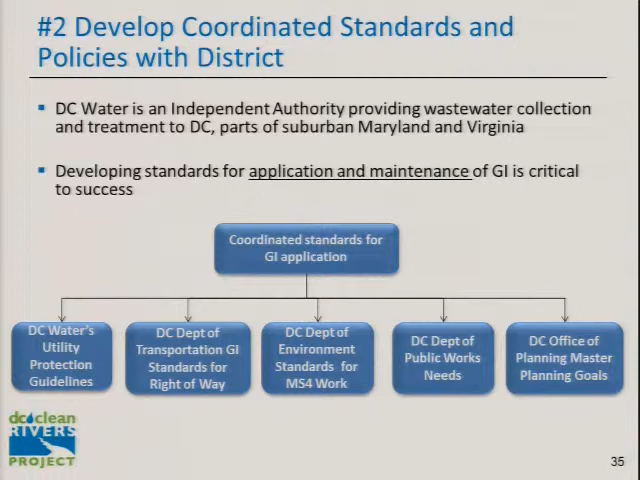 #2 Develop Coordinated Standards and
Policies with District
▪ DC Water is an Independent Authority providing wastewater collection
and treatment to DC, parts of suburban Maryland and Virginia
▪ Developing standards for application and maintenance of GI is critical
to success
Coordinated standards for
GI application
DC Water's
Utility
Protection
Guidelines
DC Dept of
Transportation GI
Standards for
Right of Way
DC Dept of
Environment
Standards for
MS4 Work
DC Dept of
Public Works
Needs
DC Office of
Planning Master
Planning Goals
dc clean
RIVERS
PROJECT
35